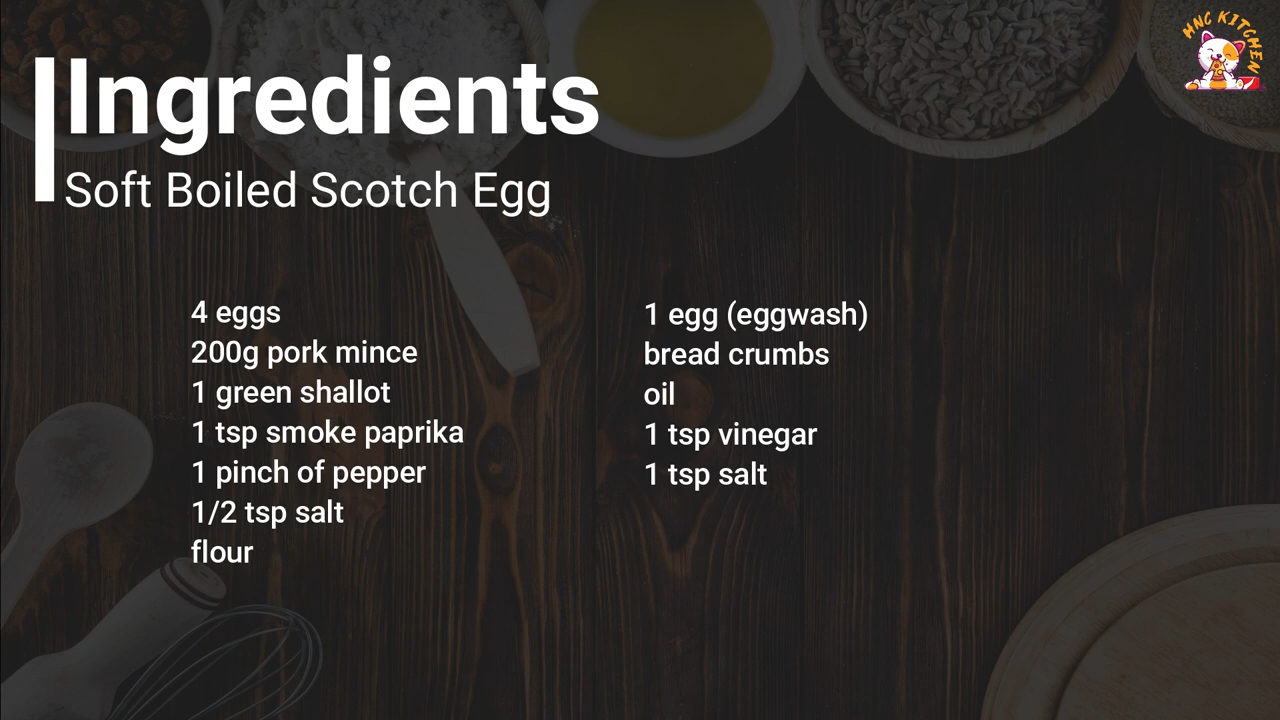 Ingredients
Soft Boiled Scotch Egg
4 eggs
200g pork mince
1 green shallot
1 tsp smoke paprika
1 pinch of pepper
1/2 tsp salt
flour
1 egg (eggwash)
bread crumbs
oil
1 tsp vinegar
1 tsp salt
MNC KITCHEN